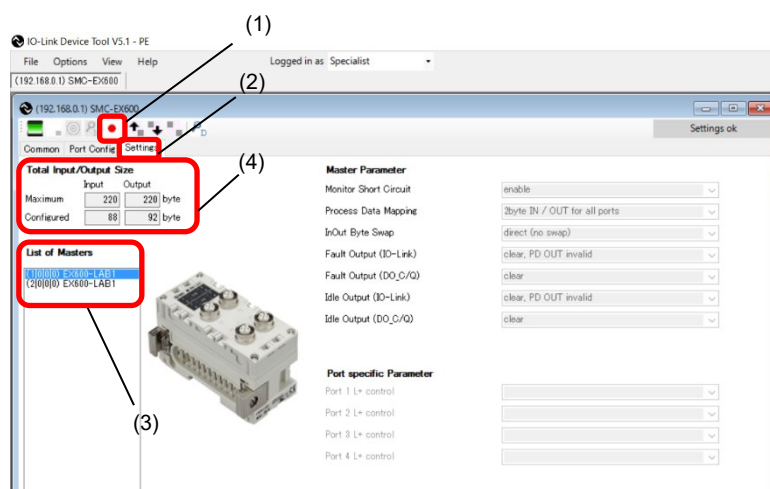 (1)
IO-Link Device Tool V5.1 - PE
File Options View Help Logged in as Specialist
(192.168.0.1) SMC-EX600
(2)
(192.168.0.1) SMC-EX600
Settings ok
Common Port Config Settings
Total Input/Output Size
(4)
Input Output
Maximum 220 220 byte
Configured 88 92 byte
List of Masters
(1|0|0|0) EX600-LAB1
(2|0|0|0) EX600-LAB1
(3)
Master Parameter
Monitor Short Circuit enable
Process Data Mapping 2byte IN / OUT for all ports
InOut Byte Swap direct (no swap)
Fault Output (IO-Link) clear, PD OUT invalid
Fault Output (DO_C/Q) clear
Idle Output (IO-Link) clear, PD OUT invalid
Idle Output (DO_C/Q) clear
Port specific Parameter
Port 1 L+ control
Port 2 L+ control
Port 3 L+ control
Port 4 L+ control